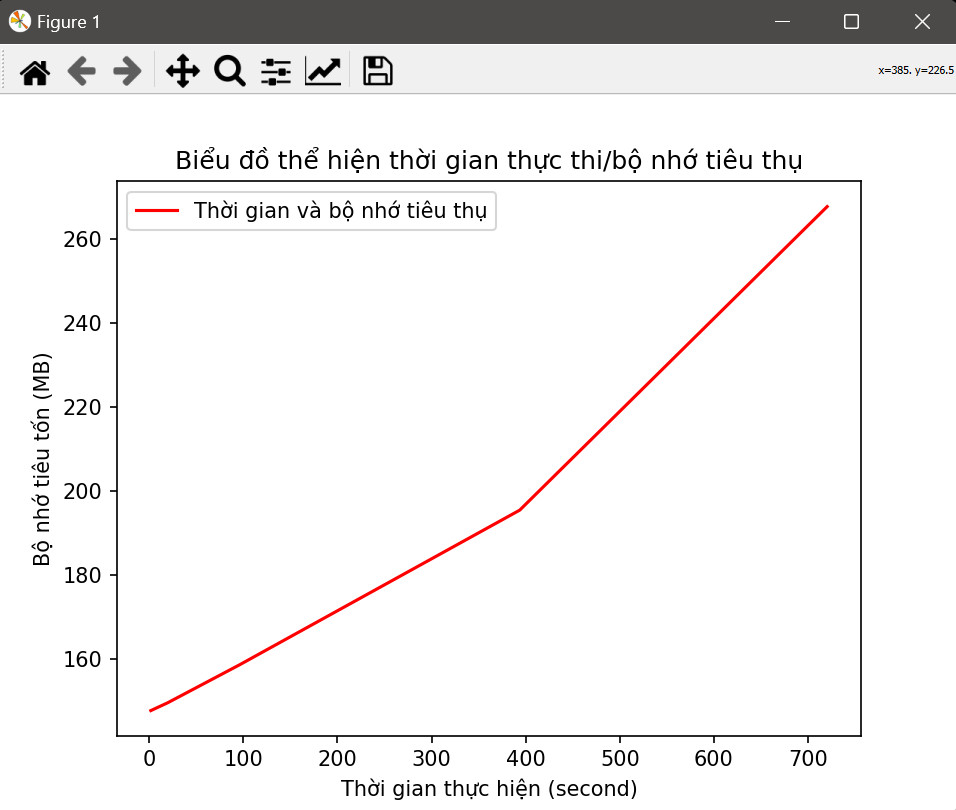 Figure 1
x=385. y=226.5
Biểu đồ thể hiện thời gian thực thi/bộ nhớ tiêu thụ
Thời gian và bộ nhớ tiêu thụ
Bộ nhớ tiêu tốn (MB)
260
240
220
200
180
160
0 100 200 300 400 500 600 700
Thời gian thực hiện (second)